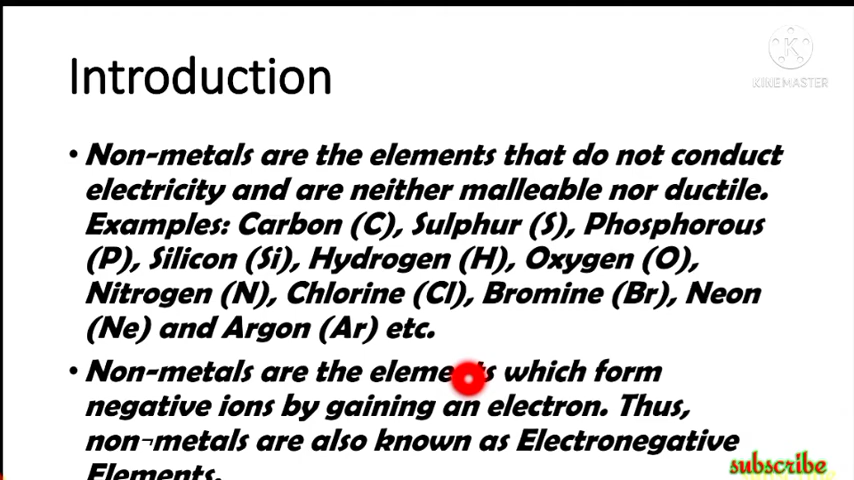 Introduction
KINEMASTER
• Non-metals are the elements that do not conduct
electricity and are neither malleable nor ductile.
Examples: Carbon (C), Sulphur (S), Phosphorous
(P), Silicon (Si), Hydrogen (H), Oxygen (O),
Nitrogen (N), Chlorine (Cl), Bromine (Br), Neon
(Ne) and Argon (Ar) etc.
• Non-metals are the elements which form
negative ions by gaining an electron. Thus,
non¬metals are also known as Electronegative
Elements.
subscribe